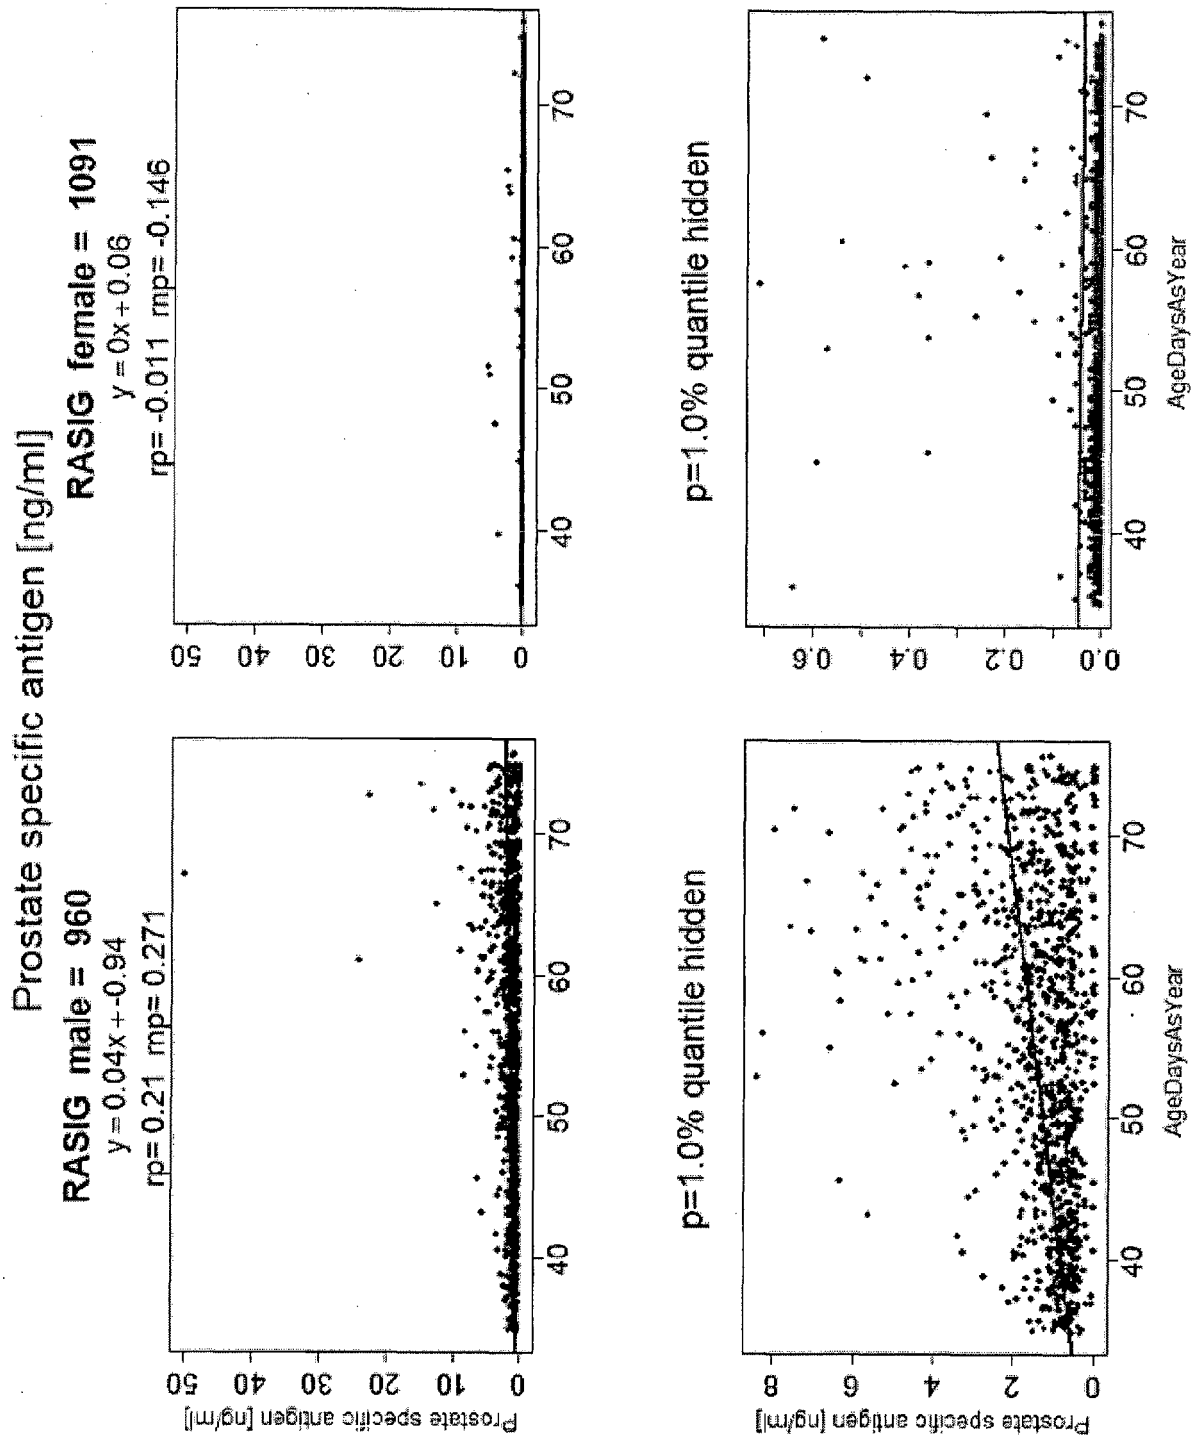 Prostate specific antigen [ng/ml]
RASIG male = 960
y = 0.04x + -0.94
rp= 0.21 rnp= 0.271
Prostate specific antigen [ng/ml]
50
40
30
20
10
0
40
50
60
70
RASIG female = 1091
y = 0x + 0.06
rp= -0.011 rnp= -0.146
50
40
30
20
10
0
40
50
60
70
p=1.0% quantile hidden
Prostate specific antigen [ng/ml]
8
6
4
2
0
40
50
60
70
AgeDaysAsYear
p=1.0% quantile hidden
0.6
0.4
0.2
0.0
40
50
60
70
AgeDaysAsYear